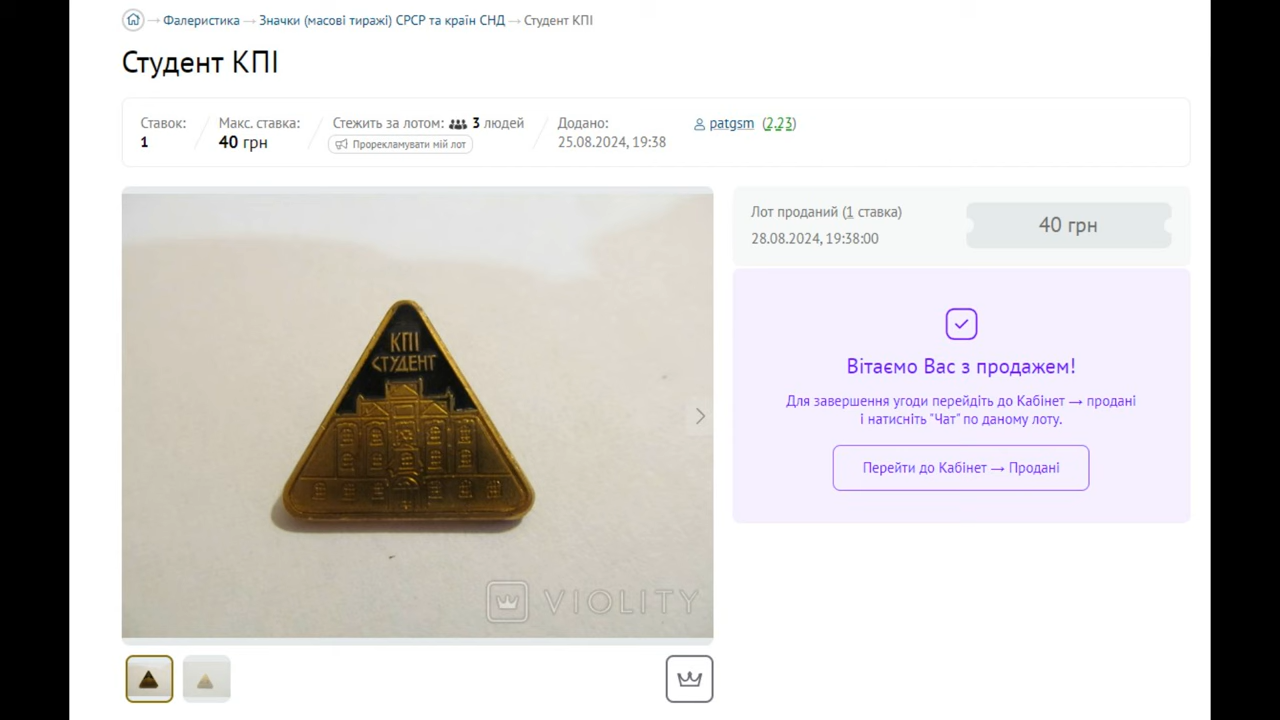 Фалеристика → Значки (масові тиражі) СРСР та країн СНД → Студент КПІ
Студент КПІ
Ставок:
1
Макс. ставка:
40 грн
Стежить за лотом: 3 людей
Прорекламувати мій лот
Додано:
25.08.2024, 19:38
patgsm (2,23)
КПІ
СТУДЕНТ
VIOLITY
Лот проданий (1 ставка)
28.08.2024, 19:38:00
40 грн
Вітаємо Вас з продажем!
Для завершення угоди перейдіть до Кабінет → продані
і натисніть "Чат" по даному лоту.
Перейти до Кабінет → Продані